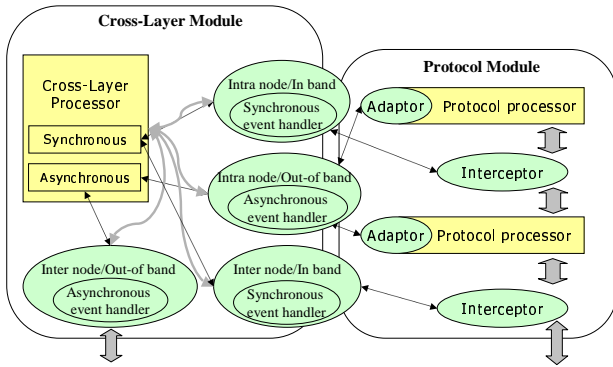 Cross-Layer Module
Cross-Layer
Processor
Synchronous
Asynchronous
Intra node/In band
Synchronous
event handler
Intra node/Out-of band
Asynchronous
event handler
Inter node/Out-of band
Asynchronous
event handler
Inter node/In band
Synchronous
event handler
Protocol Module
Adaptor Protocol processor
Interceptor
Adaptor Protocol processor
Interceptor